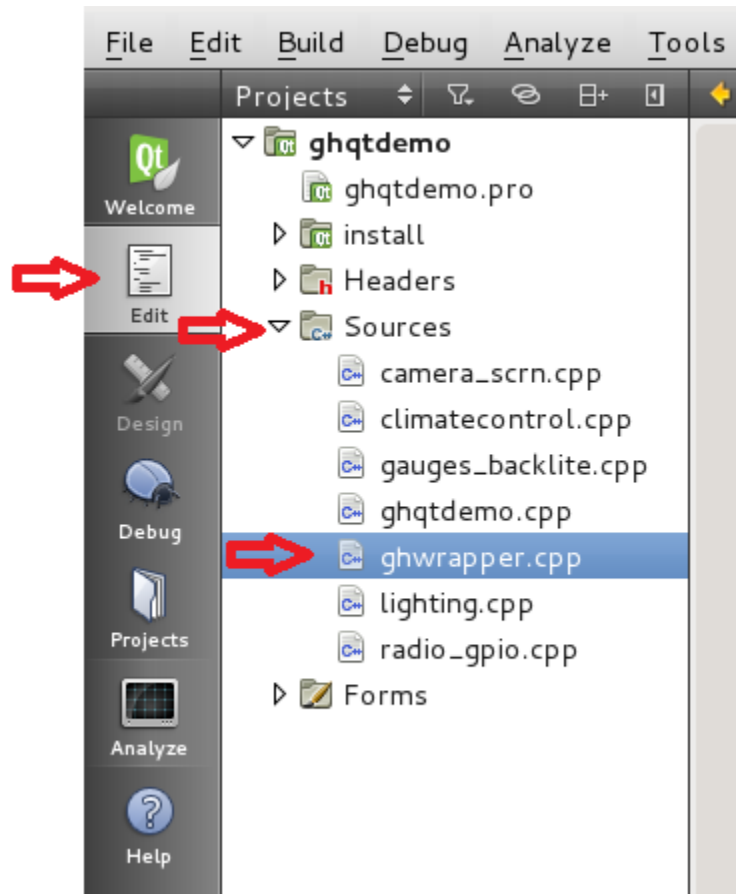 File Edit Build Debug Analyze Tools
Projects
Qt
Welcome
Edit
Design
Debug
Projects
Analyze
?
Help
ghqtdemo
ghqtdemo.pro
install
h Headers
C++ Sources
C++ camera_scrn.cpp
C++ climatecontrol.cpp
C++ gauges_backlite.cpp
C++ ghqtdemo.cpp
C++ ghwrapper.cpp
C++ lighting.cpp
C++ radio_gpio.cpp
Forms